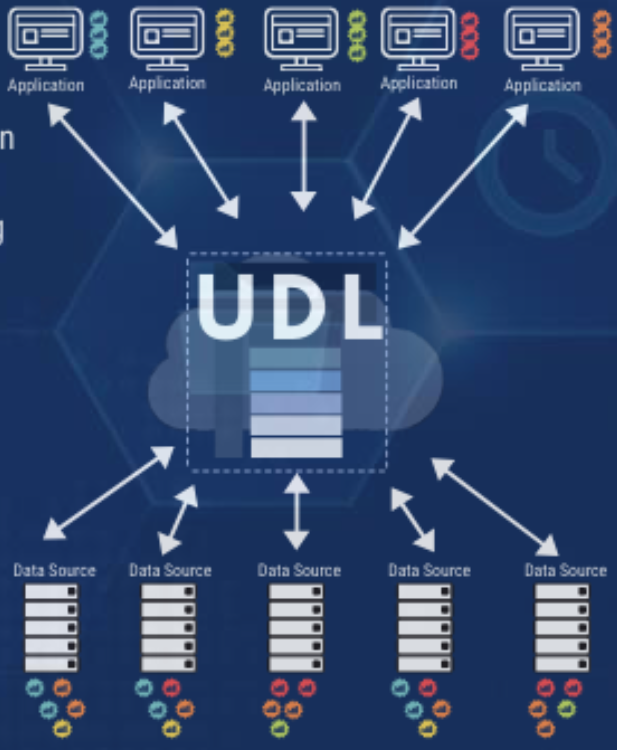 Application
Application
Application
Application
Application
n
g
UDL
Data Source
Data Source
Data Source
Data Source
Data Source